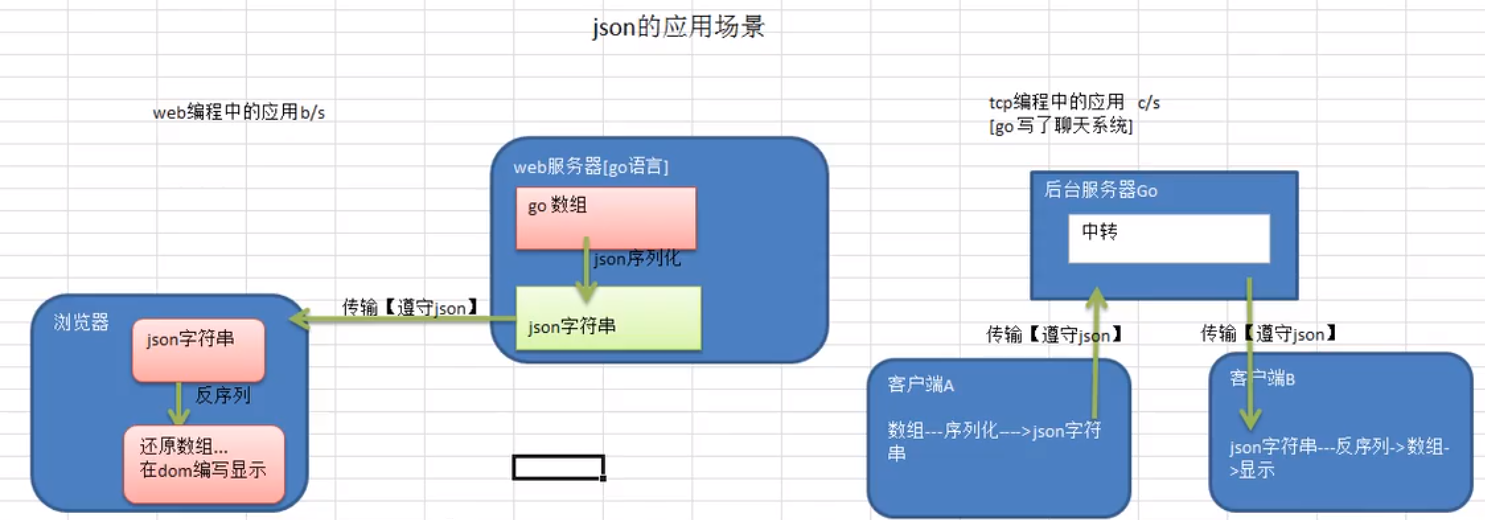 json的应用场景
web编程中的应用b/s
web服务器[go语言]
go 数组
json序列化
json字符串
传输【遵守json】
浏览器
json字符串
反序列
还原数组...
在dom编写显示
tcp编程中的应用 c/s
[go 写了聊天系统]
后台服务器Go
中转
传输【遵守json】
传输【遵守json】
客户端A
数组---序列化---->json字符
串
客户端B
json字符串---反序列->数组-
>显示